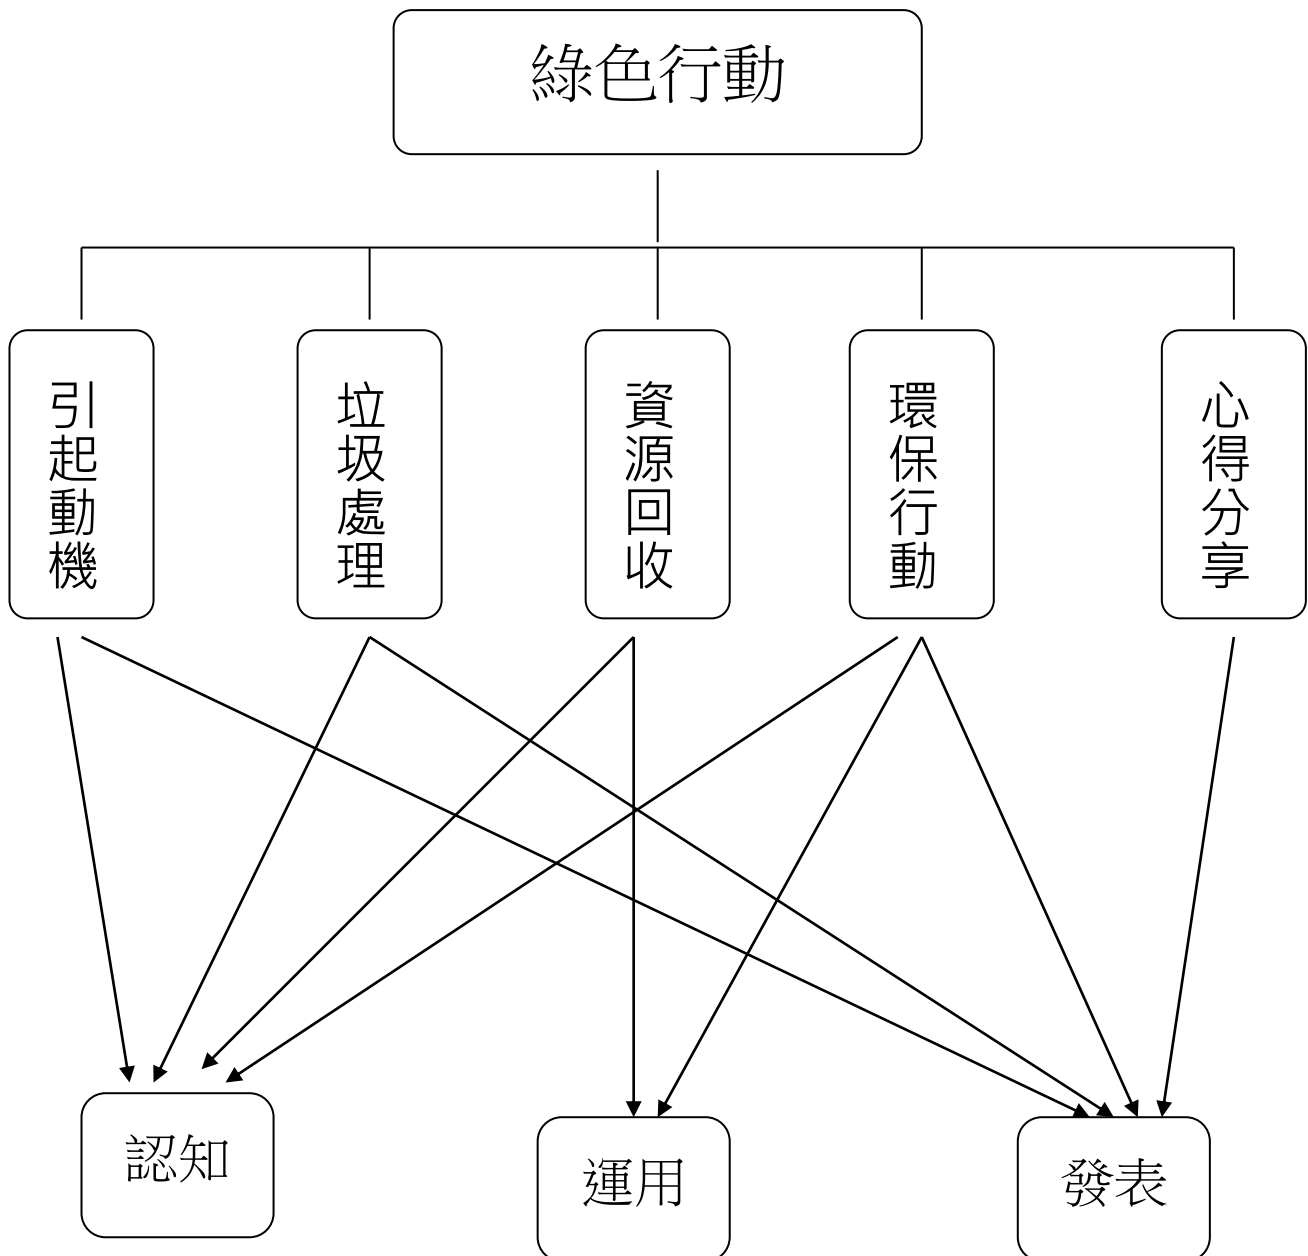 綠色行動
引起動機
垃圾處理
資源回收
環保行動
心得分享
認知
運用
發表